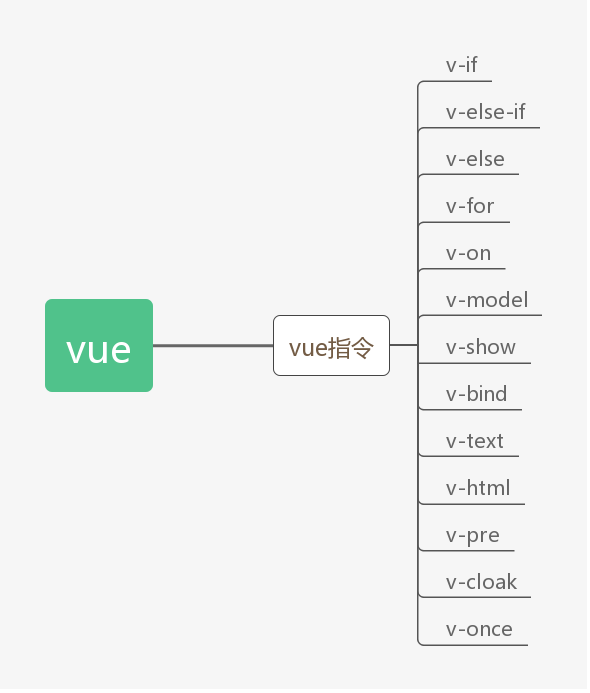 vue
vue指令
v-if
v-else-if
v-else
v-for
v-on
v-model
v-show
v-bind
v-text
v-html
v-pre
v-cloak
v-once